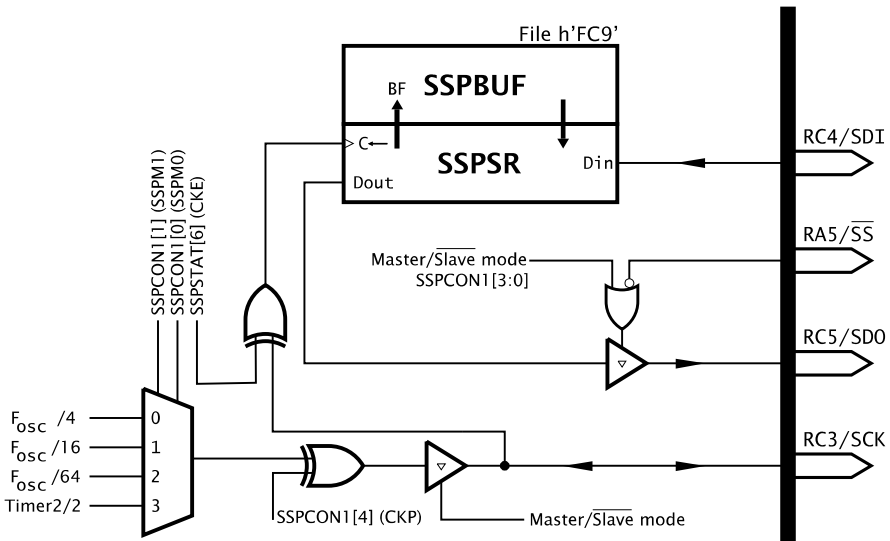 File h'FC9'
SSPBUF
BF
C
SSPSR
Din
Dout
RC4/SDI
RA5/SS
RC5/SDO
RC3/SCK
Master/Slave mode
SSPCON1[3:0]
SSPCON1[1] (SSPM1)
SSPCON1[0] (SSPM0)
SSPSTAT[6] (CKE)
Fosc /4
0
Fosc /16
1
Fosc /64
2
Timer2/2
3
SSPCON1[4] (CKP)
Master/Slave mode